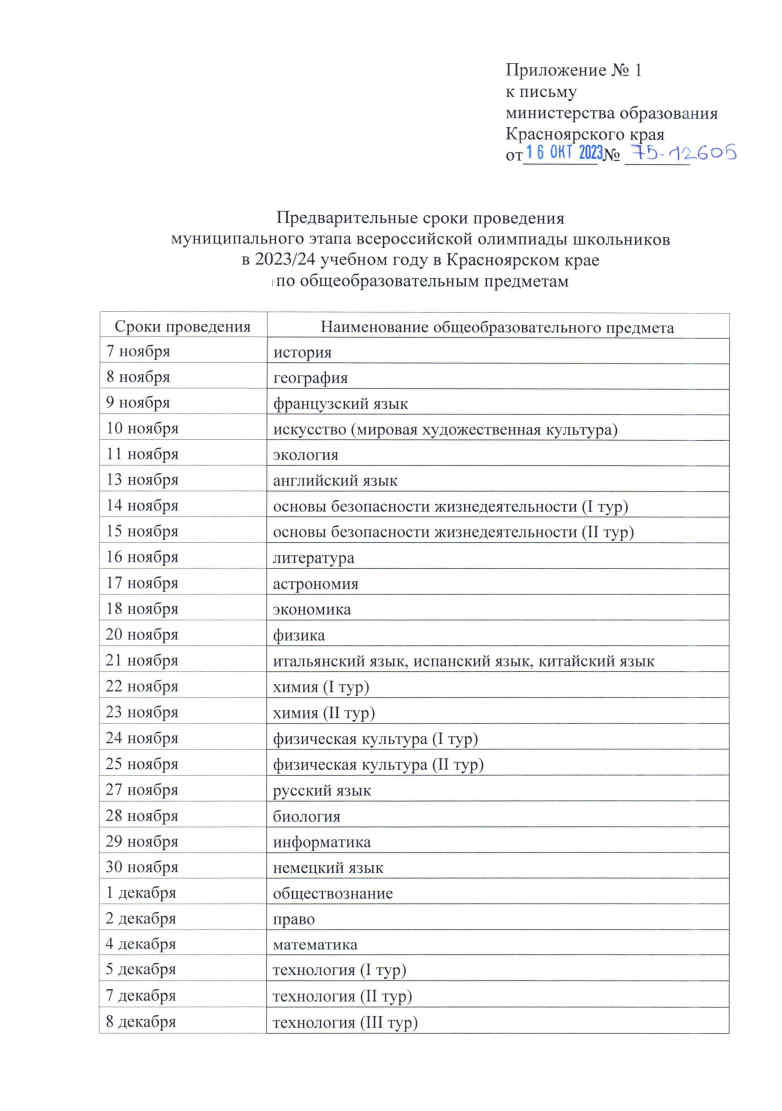 Приложение № 1
к письму
министерства образования
Красноярского края
от 16 ОКТ 2023 № 75-12605
Предварительные сроки проведения
муниципального этапа всероссийской олимпиады школьников
в 2023/24 учебном году в Красноярском крае
по общеобразовательным предметам
Сроки проведения Наименование общеобразовательного предмета
7 ноября история
8 ноября география
9 ноября французский язык
10 ноября искусство (мировая художественная культура)
11 ноября экология
13 ноября английский язык
14 ноября основы безопасности жизнедеятельности (I тур)
15 ноября основы безопасности жизнедеятельности (II тур)
16 ноября литература
17 ноября астрономия
18 ноября экономика
20 ноября физика
21 ноября итальянский язык, испанский язык, китайский язык
22 ноября химия (I тур)
23 ноября химия (II тур)
24 ноября физическая культура (I тур)
25 ноября физическая культура (II тур)
27 ноября русский язык
28 ноября биология
29 ноября информатика
30 ноября немецкий язык
1 декабря обществознание
2 декабря право
4 декабря математика
5 декабря технология (I тур)
7 декабря технология (II тур)
8 декабря технология (III тур)